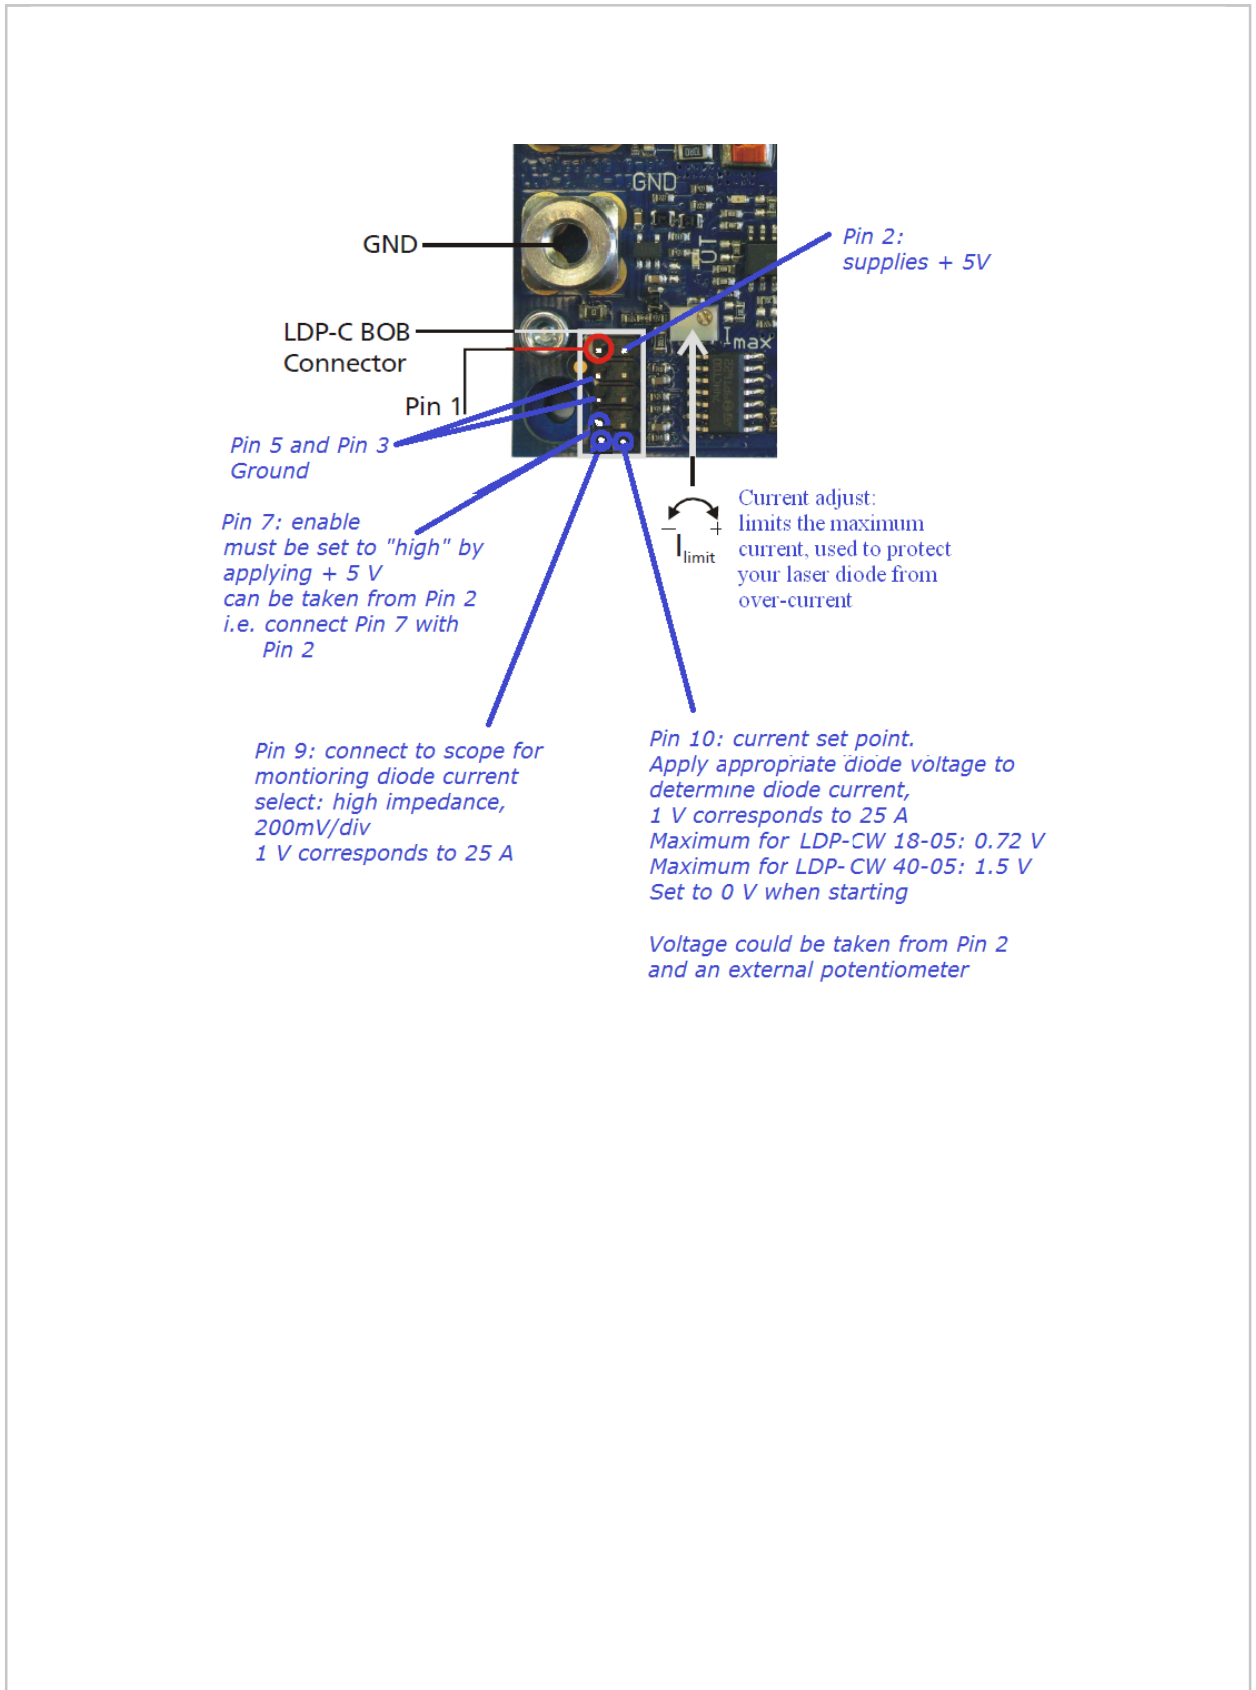 GND
GND
OUT
Pin 2:
supplies + 5V
LDP-C BOB
Connector
Imax
Pin 1
Pin 5 and Pin 3
Ground
Pin 7: enable
must be set to "high" by
applying + 5 V
can be taken from Pin 2
i.e. connect Pin 7 with
Pin 2
- +
Ilimit
Current adjust:
limits the maximum
current, used to protect
your laser diode from
over-current
Pin 9: connect to scope for
montioring diode current
select: high impedance,
200mV/div
1 V corresponds to 25 A
Pin 10: current set point.
Apply appropriate diode voltage to
determine diode current,
1 V corresponds to 25 A
Maximum for LDP-CW 18-05: 0.72 V
Maximum for LDP-CW 40-05: 1.5 V
Set to 0 V when starting
Voltage could be taken from Pin 2
and an external potentiometer